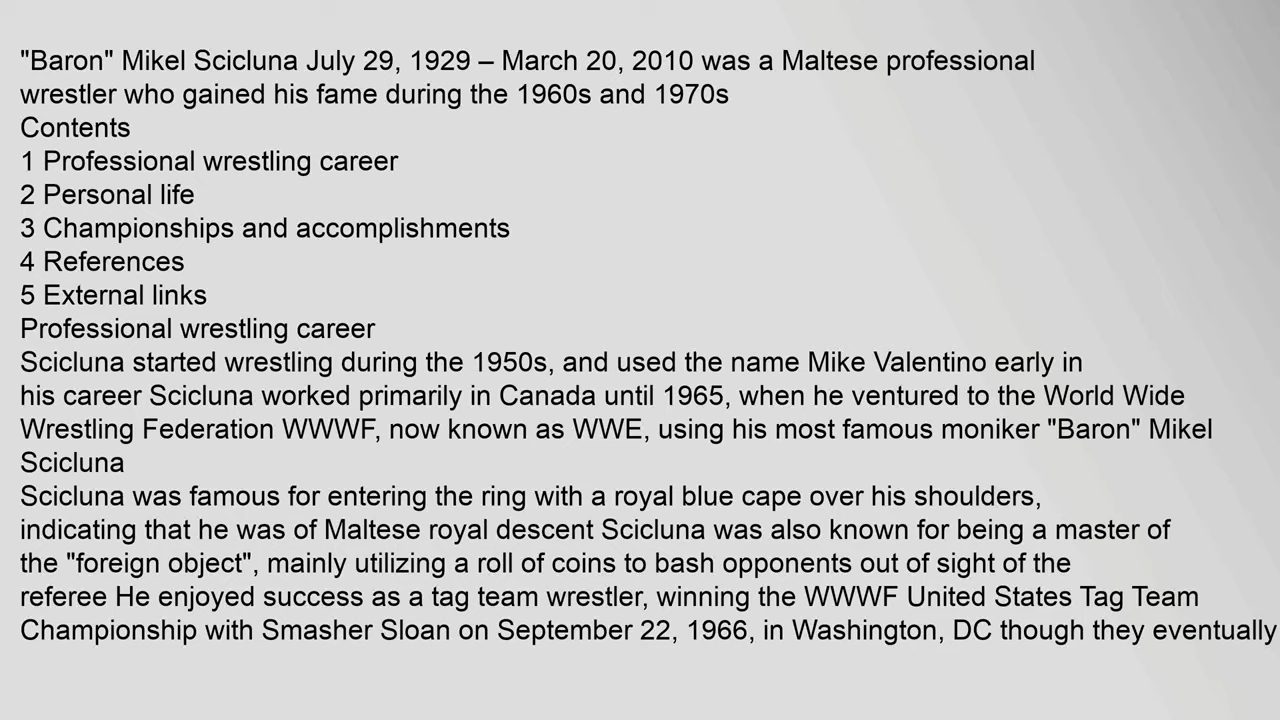 "Baron" Mikel Scicluna July 29, 1929 – March 20, 2010 was a Maltese professional
wrestler who gained his fame during the 1960s and 1970s
Contents
1 Professional wrestling career
2 Personal life
3 Championships and accomplishments
4 References
5 External links
Professional wrestling career
Scicluna started wrestling during the 1950s, and used the name Mike Valentino early in
his career Scicluna worked primarily in Canada until 1965, when he ventured to the World Wide
Wrestling Federation WWWF, now known as WWE, using his most famous moniker "Baron" Mikel
Scicluna
Scicluna was famous for entering the ring with a royal blue cape over his shoulders,
indicating that he was of Maltese royal descent Scicluna was also known for being a master of
the "foreign object", mainly utilizing a roll of coins to bash opponents out of sight of the
referee He enjoyed success as a tag team wrestler, winning the WWWF United States Tag Team
Championship with Smasher Sloan on September 22, 1966, in Washington, DC though they eventually